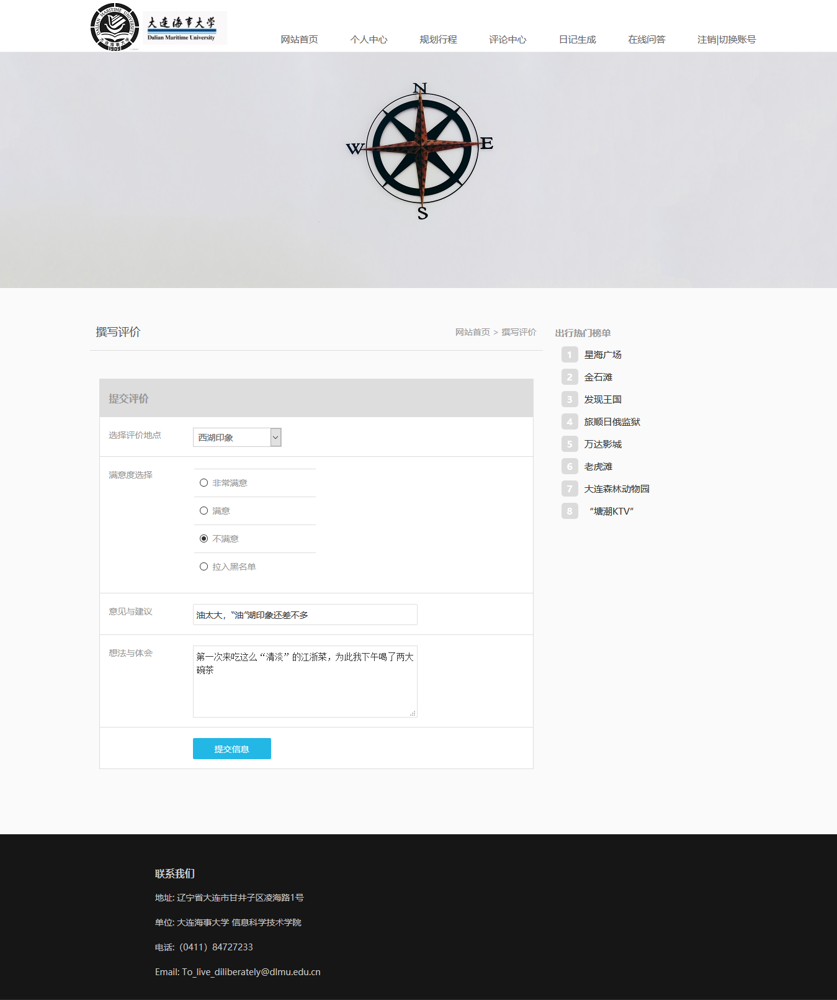 DALIAN MARITIME UNIVERSITY
大连海事大学
1909
大连海事大学
Dalian Maritime University
网站首页 个人中心 规划行程 评论中心 日记生成 在线问答 注销|切换账号
N
W E
S
撰写评价
网站首页 > 撰写评价
提交评价
选择评价地点 西湖印象
满意度选择
非常满意
满意
不满意
拉入黑名单
意见与建议 油太大，“油”湖印象还差不多
想法与体会 第一次来吃这么“清淡”的江浙菜，为此我下午喝了两大
碗茶
提交信息
出行热门榜单
1 星海广场
2 金石滩
3 发现王国
4 旅顺日俄监狱
5 万达影城
6 老虎滩
7 大连森林动物园
8 “塘潮KTV”
联系我们
地址: 辽宁省大连市甘井子区凌海路1号
单位: 大连海事大学 信息科学技术学院
电话:（0411）84727233
Email: To_live_diliberately@dlmu.edu.cn